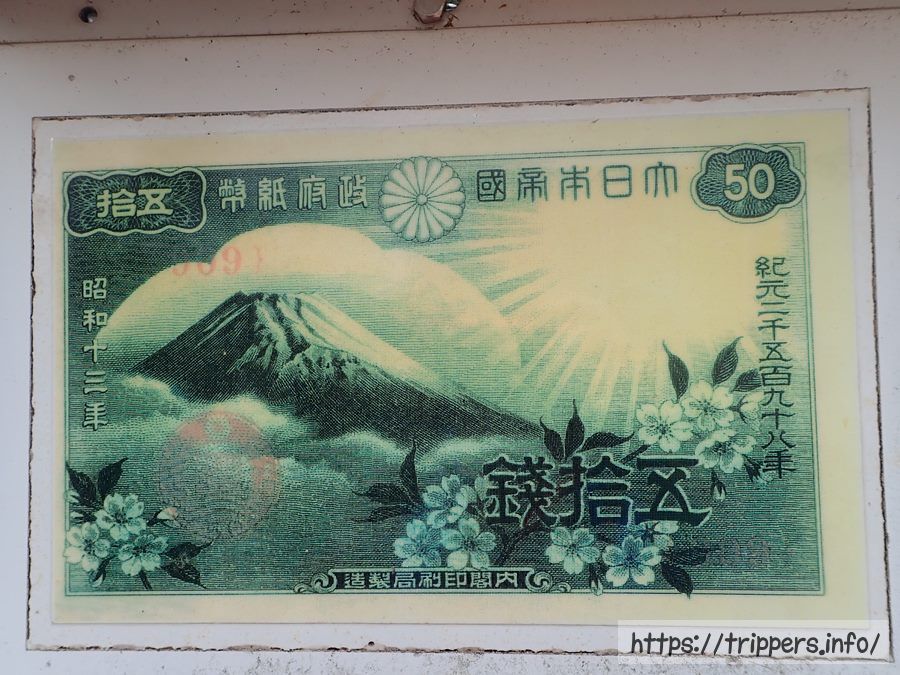 大日本帝國政府紙幣
五拾
50
紀元二千五百九十八年
昭和十三年
五拾錢
內閣印刷局製造
https://trippers.info/